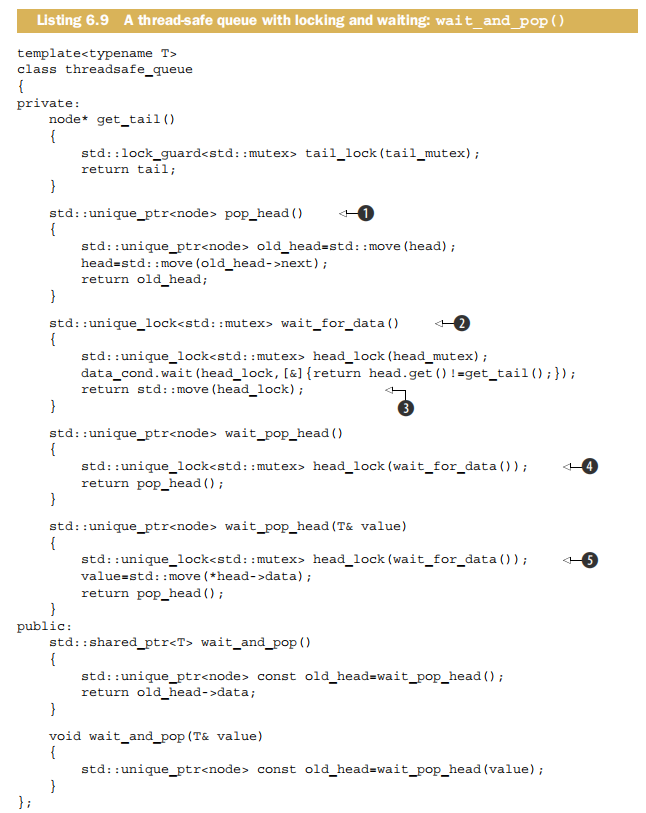 Listing 6.9 A thread-safe queue with locking and waiting: wait_and_pop()
template<typename T>
class threadsafe_queue
{
private:
    node* get_tail()
    {
        std::lock_guard<std::mutex> tail_lock(tail_mutex);
        return tail;
    }
    std::unique_ptr<node> pop_head() 1
    {
        std::unique_ptr<node> old_head=std::move(head);
        head=std::move(old_head->next);
        return old_head;
    }
    std::unique_lock<std::mutex> wait_for_data() 2
    {
        std::unique_lock<std::mutex> head_lock(head_mutex);
        data_cond.wait(head_lock,[&]{return head.get()!=get_tail();});
        return std::move(head_lock);
    } 3
    std::unique_ptr<node> wait_pop_head()
    {
        std::unique_lock<std::mutex> head_lock(wait_for_data()); 4
        return pop_head();
    }
    std::unique_ptr<node> wait_pop_head(T& value)
    {
        std::unique_lock<std::mutex> head_lock(wait_for_data()); 5
        value=std::move(*head->data);
        return pop_head();
    }
public:
    std::shared_ptr<T> wait_and_pop()
    {
        std::unique_ptr<node> const old_head=wait_pop_head();
        return old_head->data;
    }
    void wait_and_pop(T& value)
    {
        std::unique_ptr<node> const old_head=wait_pop_head(value);
    }
};